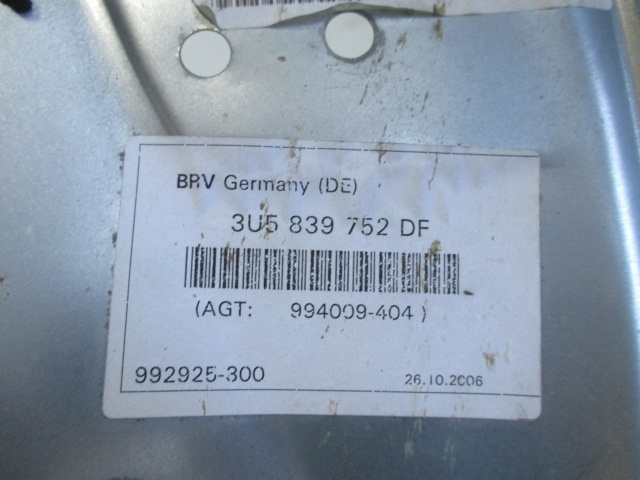 BRV Germany (DE)
3U5 839 752 DF
(AGT: 994009-404)
992925-300
26.10.2006